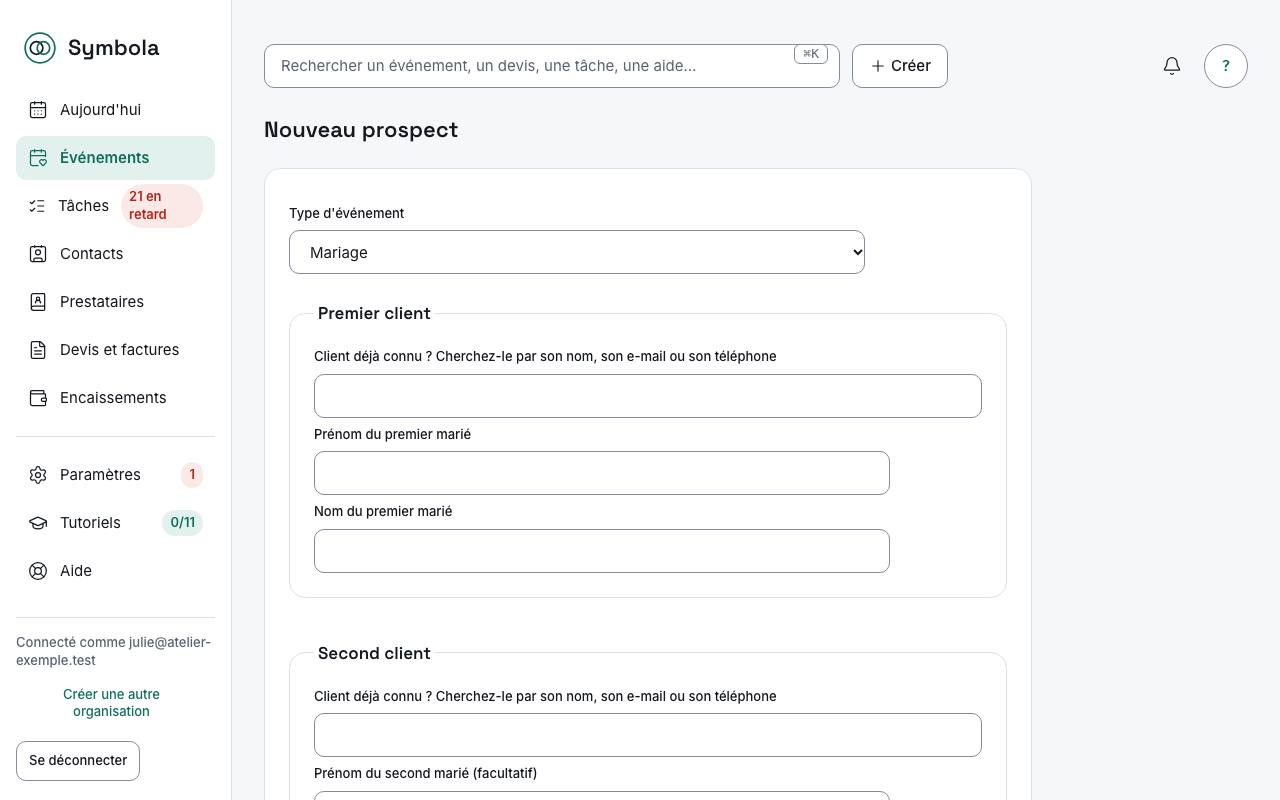 Symbola
Aujourd'hui
Événements
Tâches
21 en
retard
Contacts
Prestataires
Devis et factures
Encaissements
Paramètres
1
Tutoriels
0/11
Aide
Connecté comme julie@atelier-
exemple.test
Créer une autre
organisation
Se déconnecter
Rechercher un événement, un devis, une tâche, une aide...
⌘K
+ Créer
?
Nouveau prospect
Type d'événement
Mariage
Premier client
Client déjà connu ? Cherchez-le par son nom, son e-mail ou son téléphone
Prénom du premier marié
Nom du premier marié
Second client
Client déjà connu ? Cherchez-le par son nom, son e-mail ou son téléphone
Prénom du second marié (facultatif)